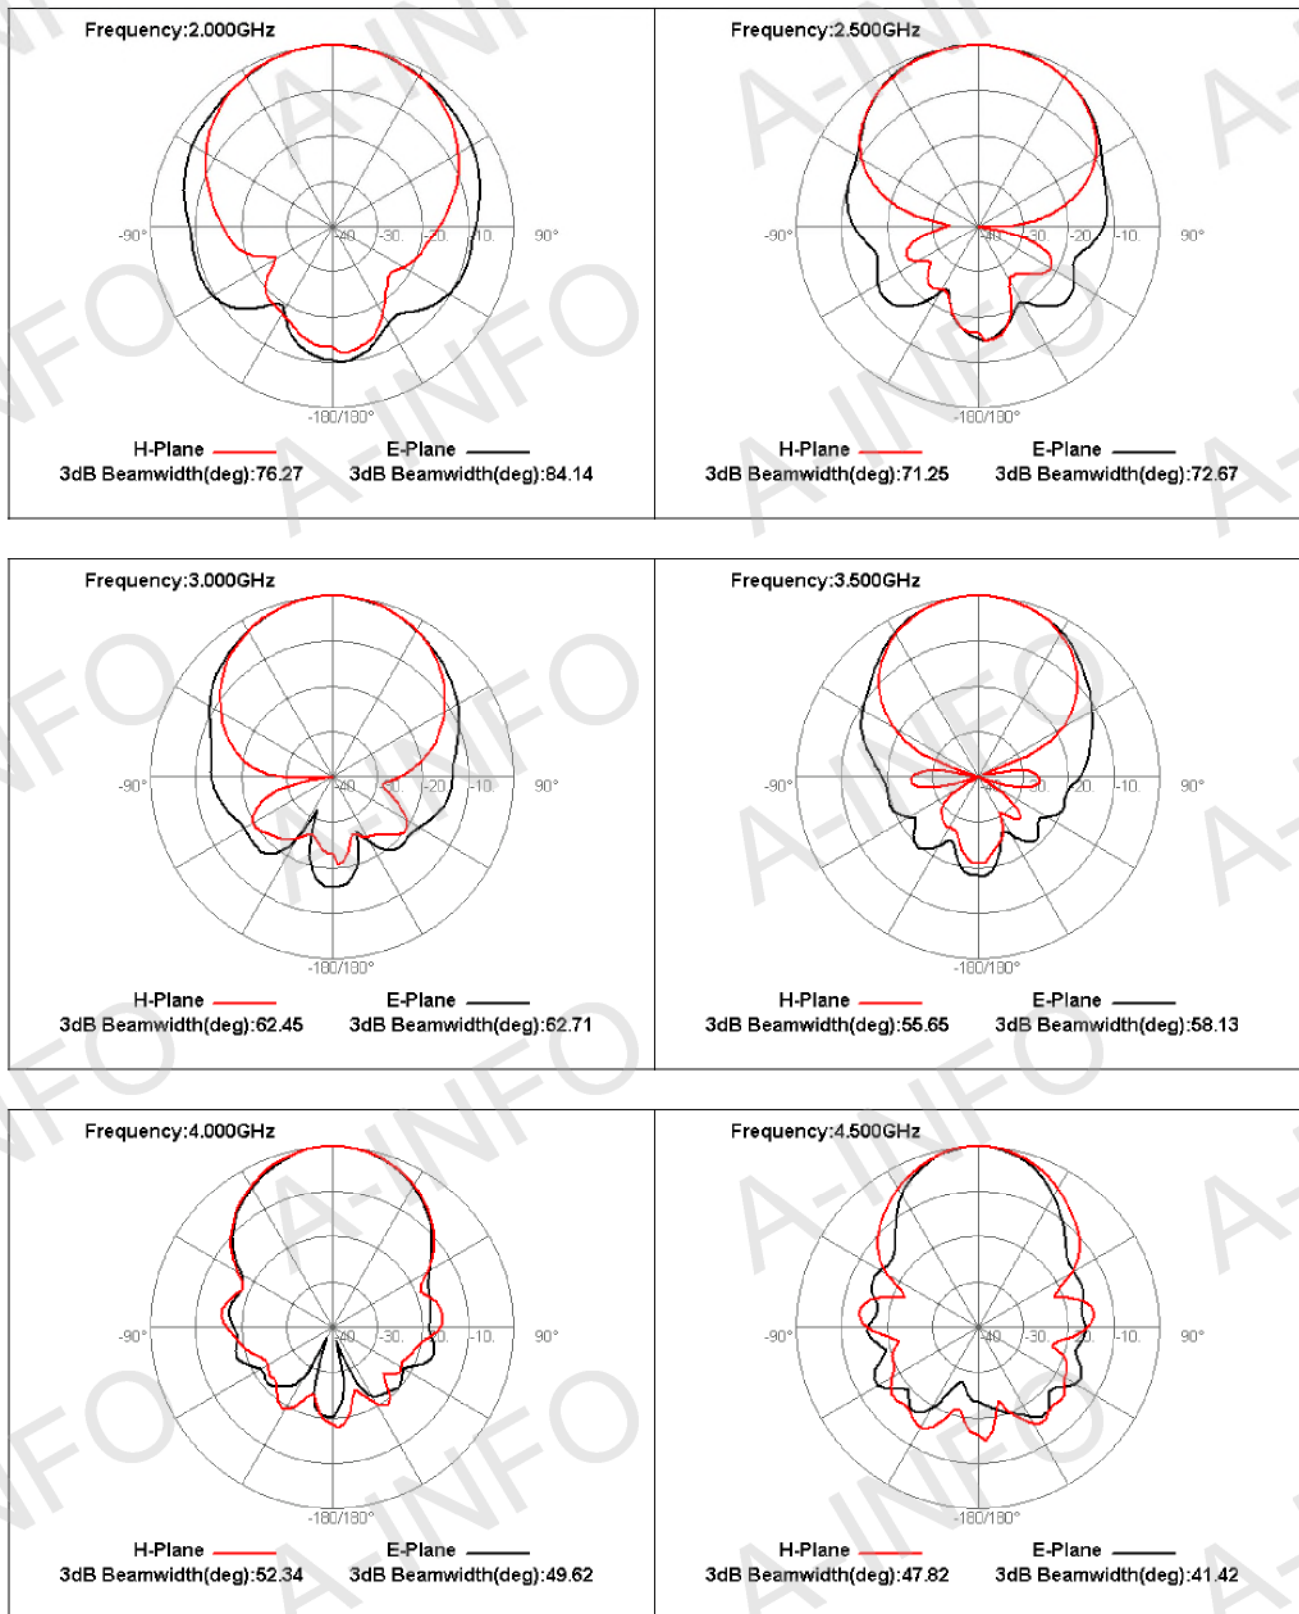 Frequency:2.000GHz
-90° -40 -30. -20. -10. 90°
-180/180°
H-Plane E-Plane
3dB Beamwidth(deg):76.27 3dB Beamwidth(deg):84.14
Frequency:2.500GHz
-90° -40 30. -20. -10. 90°
-180/180°
H-Plane E-Plane
3dB Beamwidth(deg):71.25 3dB Beamwidth(deg):72.67
Frequency:3.000GHz
-90° -40 -30. -20. -10. 90°
-180/180°
H-Plane E-Plane
3dB Beamwidth(deg):62.45 3dB Beamwidth(deg):62.71
Frequency:3.500GHz
-90° -40 30. -20. -10. 90°
-180/180°
H-Plane E-Plane
3dB Beamwidth(deg):55.65 3dB Beamwidth(deg):58.13
Frequency:4.000GHz
-90° -40 -30. -20. -10. 90°
-180/180°
H-Plane E-Plane
3dB Beamwidth(deg):52.34 3dB Beamwidth(deg):49.62
Frequency:4.500GHz
-90° -40 30. -20. -10. 90°
-180/180°
H-Plane E-Plane
3dB Beamwidth(deg):47.82 3dB Beamwidth(deg):41.42
A-INFO